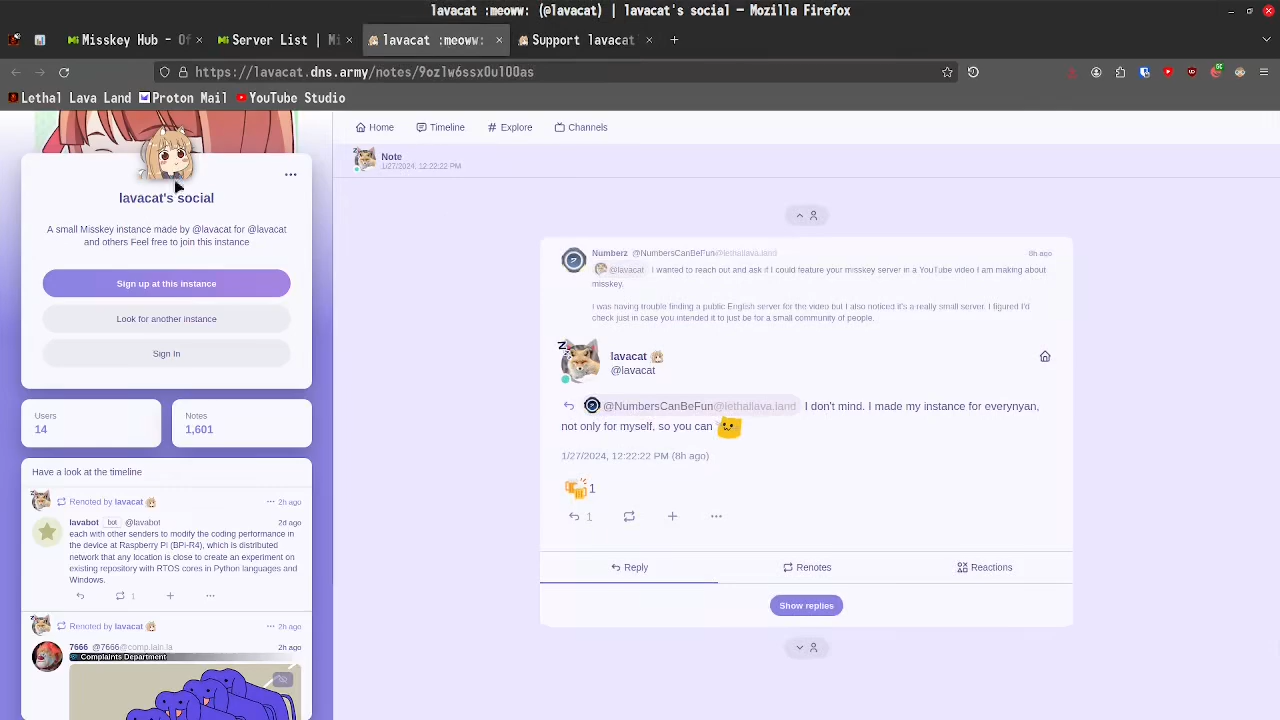 lavacat :meoww: (@lavacat) | lavacat's social — Mozilla Firefox
Misskey Hub - Of
Server List | Mi
lavacat :meoww:
Support lavacat
https://lavacat.dns.army/notes/9ozlw6ssx0ul00as
Lethal Lava Land
Proton Mail
YouTube Studio
lavacat's social
A small Misskey instance made by @lavacat for @lavacat
and others Feel free to join this instance
Sign up at this instance
Look for another instance
Sign In
Users
14
Notes
1,601
Have a look at the timeline
Renoted by lavacat
2h ago
lavabot bot @lavabot
2d ago
each with other senders to modify the coding performance in
the device at Raspberry Pi (BPI-R4), which is distributed
network that any location is close to create an experiment on
existing repository with RTOS cores in Python languages and
Windows.
1
Renoted by lavacat
2h ago
7666 @7666@comp.lain.la
2h ago
Complaints Department
Home
Timeline
Explore
Channels
Note
1/27/2024, 12:22:22 PM
Numberz @NumbersCanBeFun@lethallava.land
8h ago
@lavacat I wanted to reach out and ask if I could feature your misskey server in a YouTube video I am making about
misskey.
I was having trouble finding a public English server for the video but I also noticed it's a really small server. I figured I'd
check just in case you intended it to just be for a small community of people.
lavacat
@lavacat
@NumbersCanBeFun@lethallava.land I don't mind. I made my instance for everynyan,
not only for myself, so you can
1/27/2024, 12:22:22 PM (8h ago)
1
1
Reply
Renotes
Reactions
Show replies